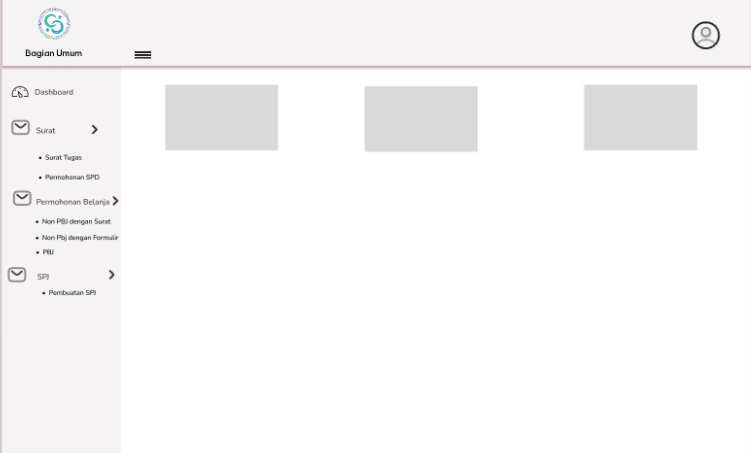 Bagian Umum
Dashboard
Surat
• Surat Tugas
• Permohonan SPD
Permohonan Belanja
• Non PBJ dengan Surat
• Non Pbj dengan Formulir
• PBJ
SPJ
• Pembuatan SPJ